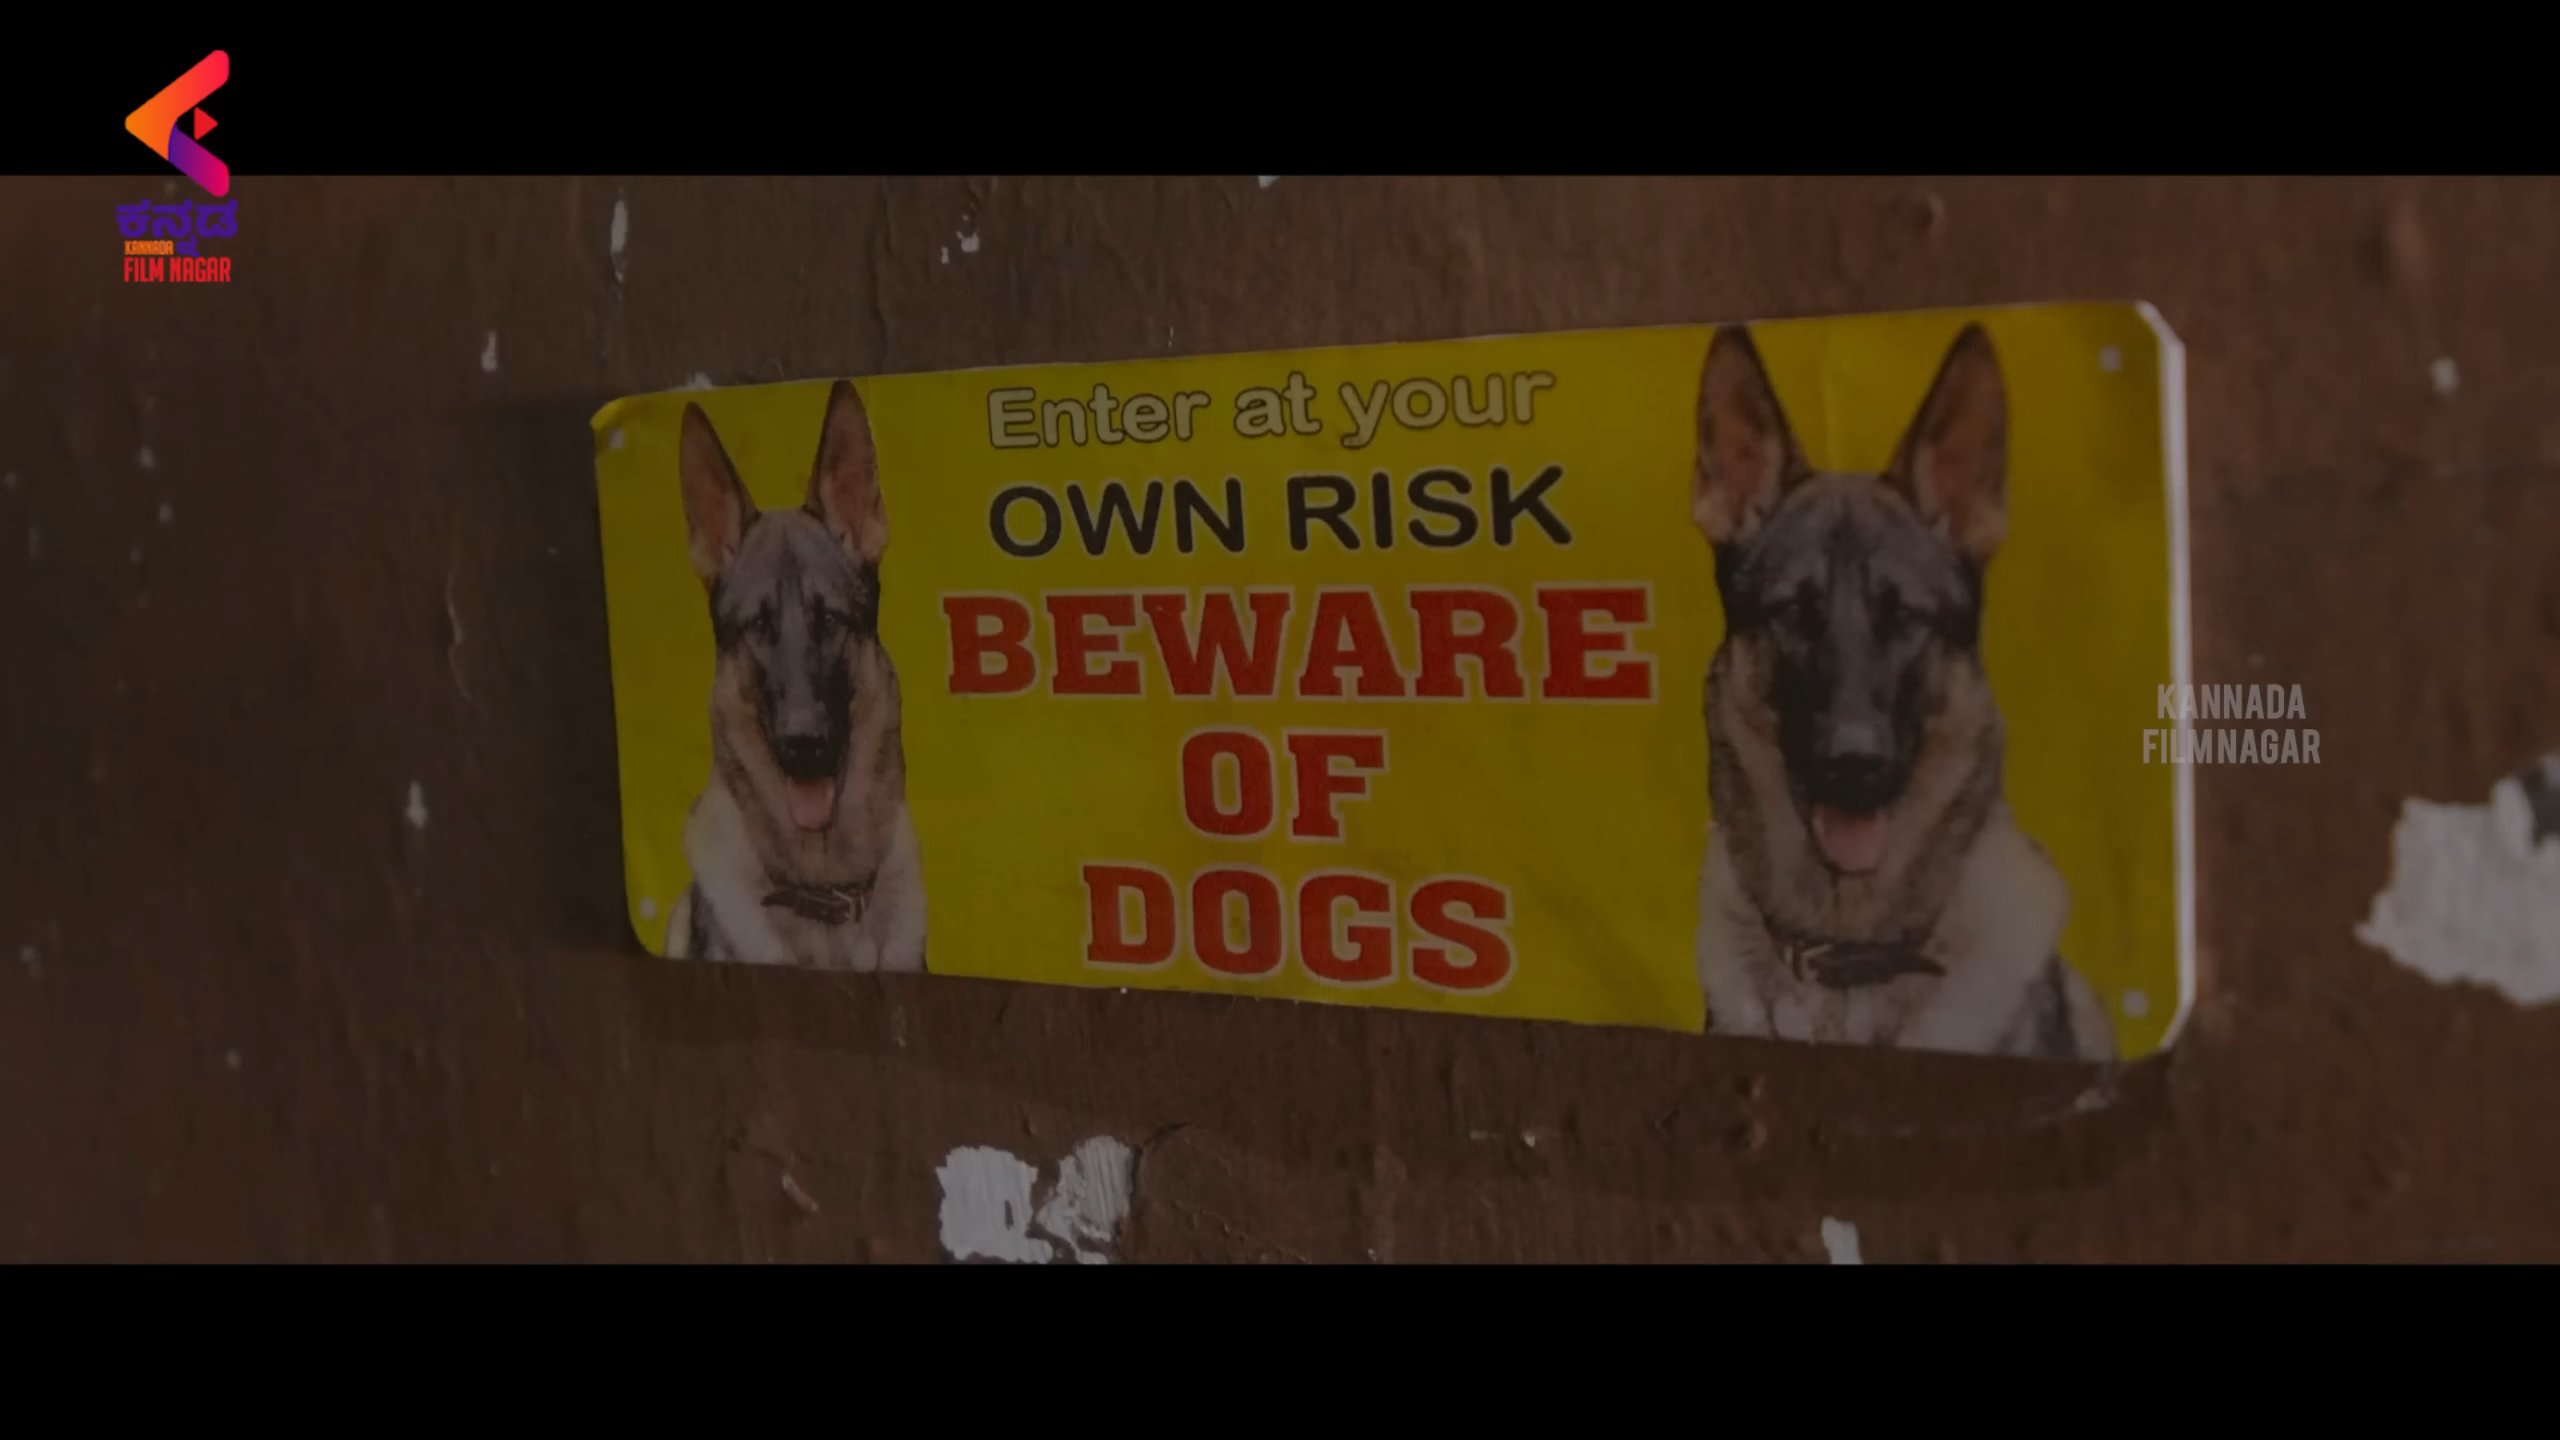 ಕನ್ನಡ
KANNADA
FILM NAGAR
Enter at your
OWN RISK
BEWARE
OF
DOGS
KANNADA
FILMNAGAR